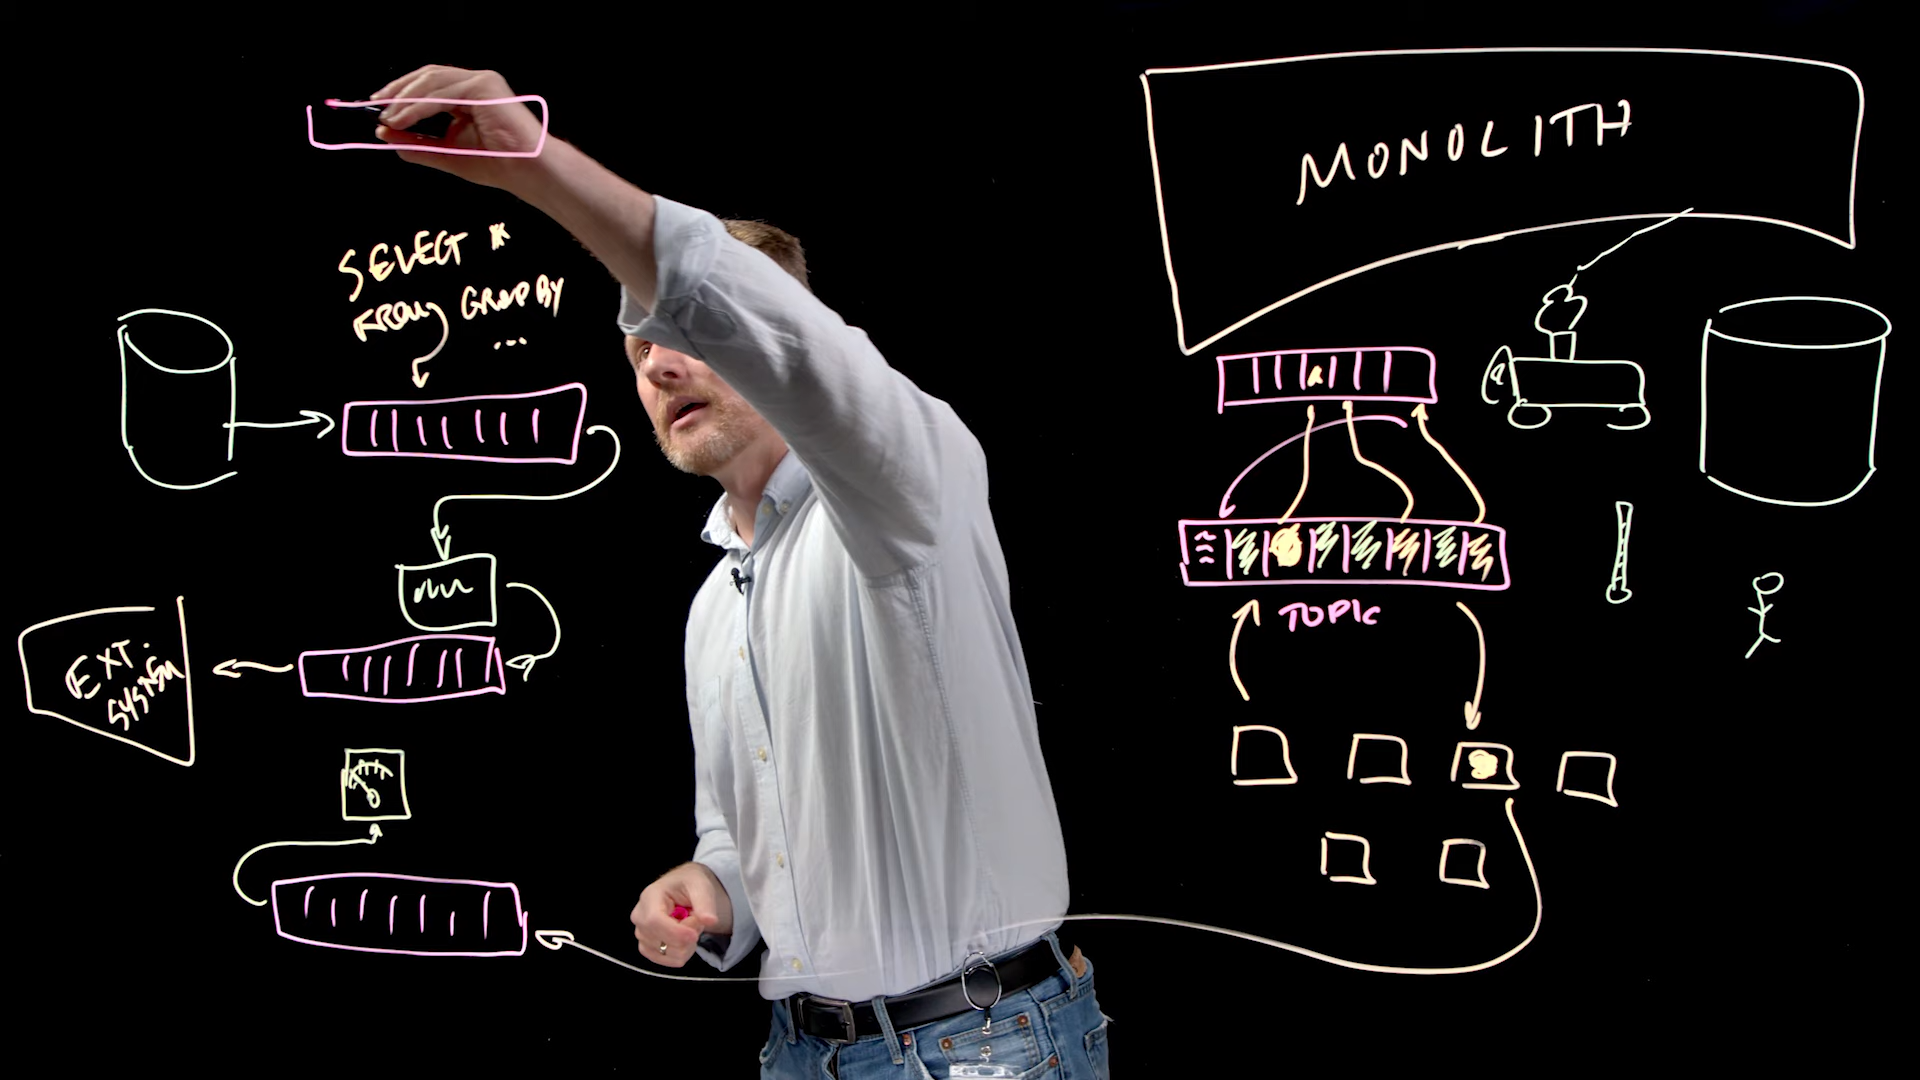 SELECT *
FROM GROUP BY
...
EXT.
SYSTEM
MONOLITH
TOPIC